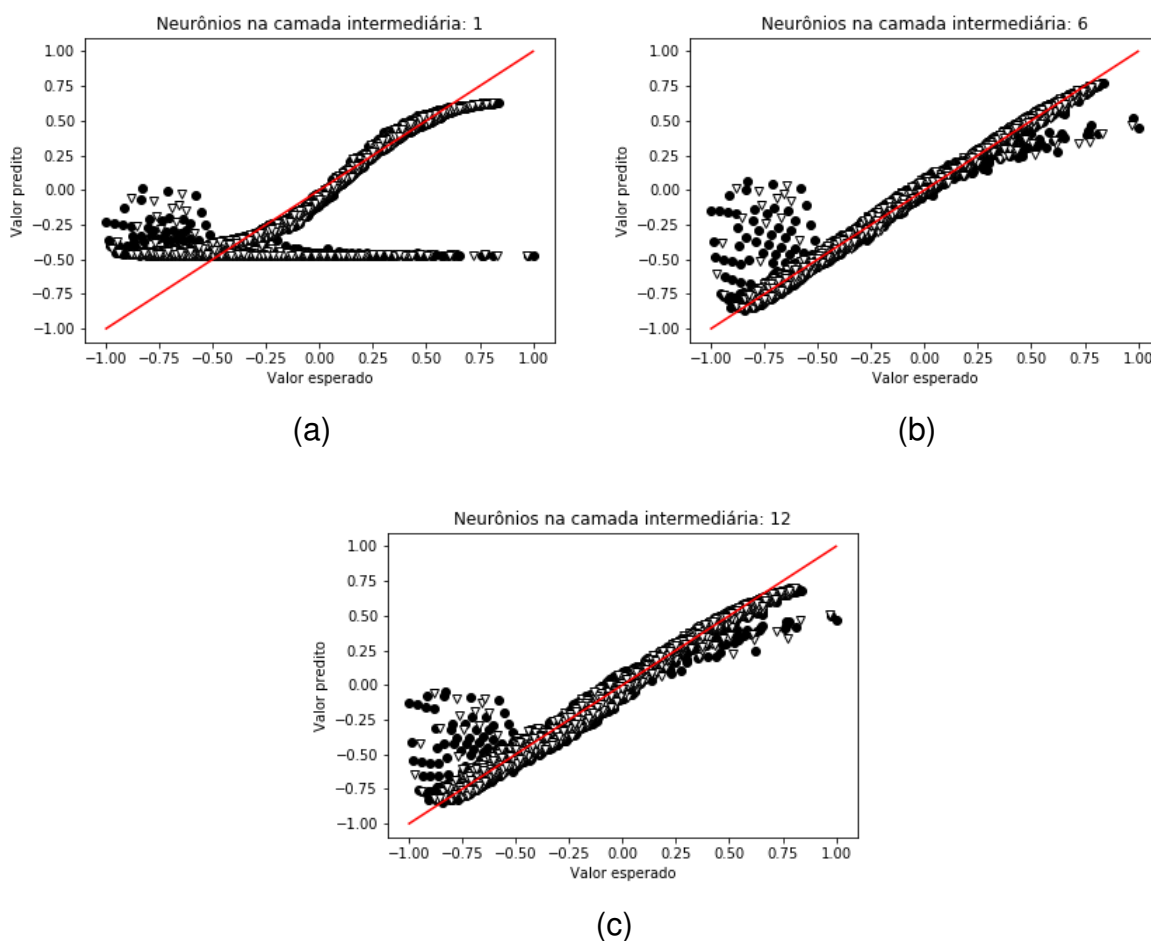 Neurônios na camada intermediária: 1
1.00
0.75
0.50
0.25
0.00
−0.25
−0.50
−0.75
−1.00
Valor predito
−1.00 −0.75 −0.50 −0.25 0.00 0.25 0.50 0.75 1.00
Valor esperado
(a)
Neurônios na camada intermediária: 6
1.00
0.75
0.50
0.25
0.00
−0.25
−0.50
−0.75
−1.00
Valor predito
−1.00 −0.75 −0.50 −0.25 0.00 0.25 0.50 0.75 1.00
Valor esperado
(b)
Neurônios na camada intermediária: 12
1.00
0.75
0.50
0.25
0.00
−0.25
−0.50
−0.75
−1.00
Valor predito
−1.00 −0.75 −0.50 −0.25 0.00 0.25 0.50 0.75 1.00
Valor esperado
(c)